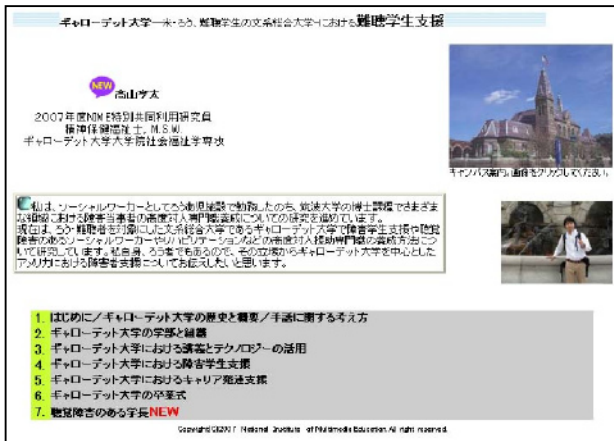 ギャローデット大学―米・ろう、難聴学生の文系総合大学―における難聴学生支援
NEW 高山亨太
2007年度NIME特別共同利用研究員
精神保健福祉士, M.S.W.
ギャローデット大学大学院社会福祉学専攻
キャンパス案内。画像をクリックしてください。
私は、ソーシャルワーカーとしてろうあ児施設で勤務したのち、筑波大学の博士課程でさまざま
な領域における障害当事者の高度対人専門職養成についての研究を進めています。
現在は、ろう・難聴者を対象にした文系総合大学であるギャローデット大学で障害学生支援や聴覚
障害のあるソーシャルワーカーやリハビリテーションなどの高度対人援助専門職の養成方法につ
いて研究しています。私自身、ろう者でもあるので、その立場からギャローデット大学を中心とした
アメリカにおける障害者支援についてお伝えしたいと思います。
1. はじめに/ギャローデット大学の歴史と概要/手話に関する考え方
2. ギャローデット大学の学部と組織
3. ギャローデット大学における講義とテクノロジーの活用
4. ギャローデット大学における障害学生支援
5. ギャローデット大学におけるキャリア発達支援
6. ギャローデット大学の卒業式
7. 聴覚障害のある学長NEW
Copyright(C)2007 National Institute of Multimedia Education. All right reserved.